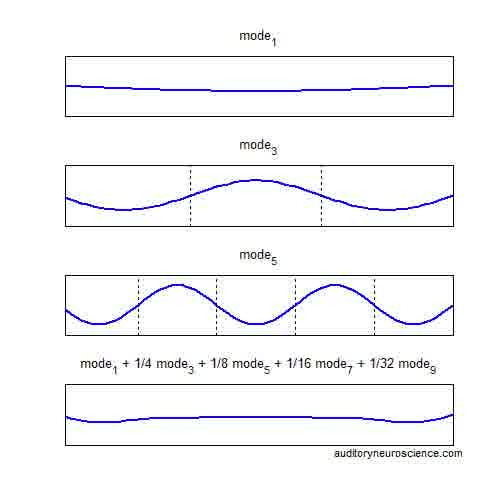 mode1
mode3
mode5
mode1 + 1/4 mode3 + 1/8 mode5 + 1/16 mode7 + 1/32 mode9
auditoryneuroscience.com